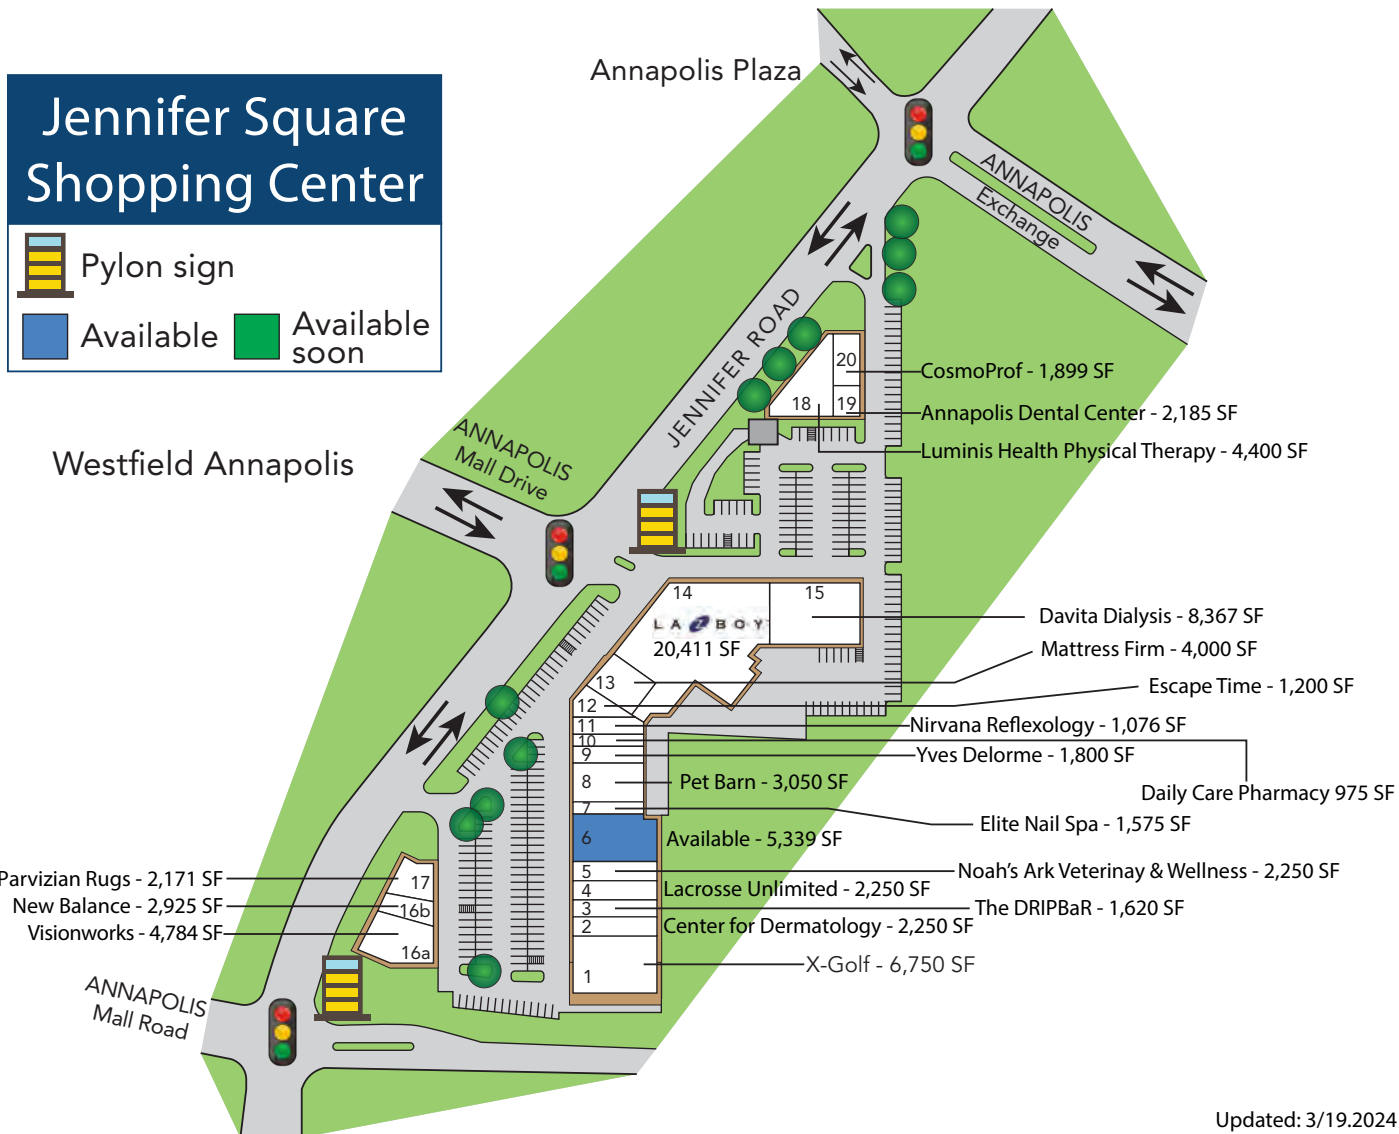 Annapolis Plaza
Jennifer Square
Shopping Center
Pylon sign
Available
Available
soon
Westfield Annapolis
ANNAPOLIS
Exchange
JENNIFER ROAD
ANNAPOLIS
Mall Drive
20
18
19
CosmoProf - 1,899 SF
Annapolis Dental Center - 2,185 SF
Luminis Health Physical Therapy - 4,400 SF
14
15
LA Z BOY
20,411 SF
13
12
11
10
9
8
7
6
5
4
3
2
1
Davita Dialysis - 8,367 SF
Mattress Firm - 4,000 SF
Escape Time - 1,200 SF
Nirvana Reflexology - 1,076 SF
Yves Delorme - 1,800 SF
Daily Care Pharmacy 975 SF
Pet Barn - 3,050 SF
Elite Nail Spa - 1,575 SF
Available - 5,339 SF
Noah's Ark Veterinay & Wellness - 2,250 SF
Lacrosse Unlimited - 2,250 SF
The DRIPBaR - 1,620 SF
Center for Dermatology - 2,250 SF
X-Golf - 6,750 SF
Parvizian Rugs - 2,171 SF
New Balance - 2,925 SF
Visionworks - 4,784 SF
17
16b
16a
ANNAPOLIS
Mall Road
Updated: 3/19.2024